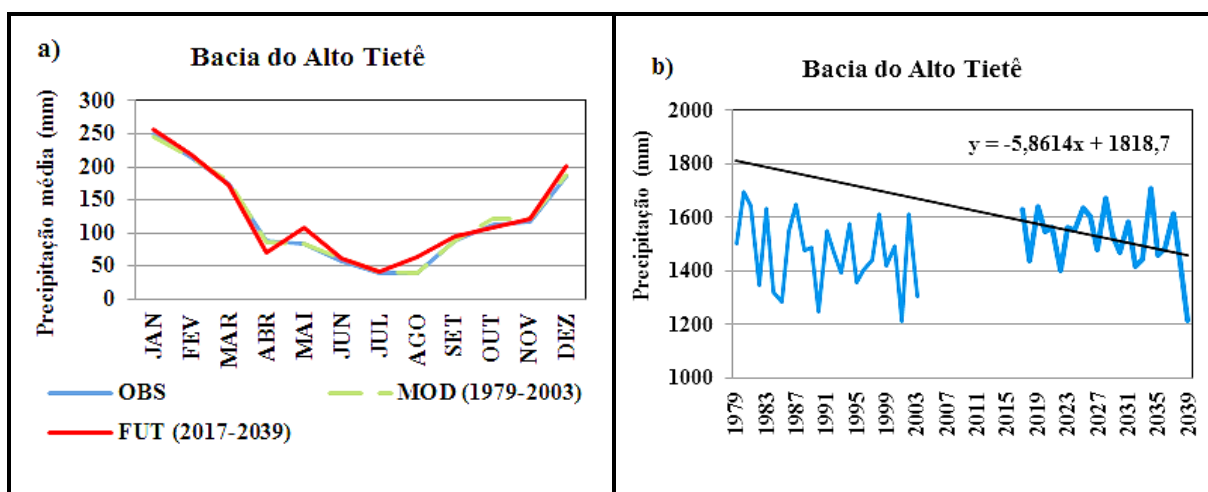 a)
Bacia do Alto Tietê
Precipitação média (mm)
300
250
200
150
100
50
0
JAN
FEV
MAR
ABR
MAI
JUN
JUL
AGO
SET
OUT
NOV
DEZ
OBS
MOD (1979-2003)
FUT (2017-2039)
b)
Bacia do Alto Tietê
y = -5,8614x + 1818,7
Precipitação (mm)
2000
1800
1600
1400
1200
1000
1979
1983
1987
1991
1995
1999
2003
2007
2011
2015
2019
2023
2027
2031
2035
2039